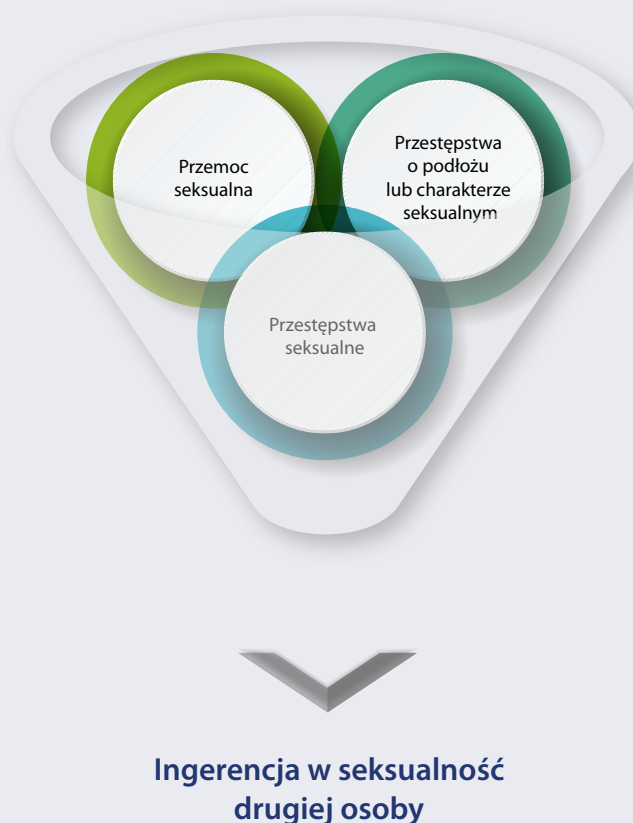 Przemoc
seksualna
Przestępstwa
o podłożu
lub charakterze
seksualnym
Przestępstwa
seksualne
Ingerencja w seksualność
drugiej osoby